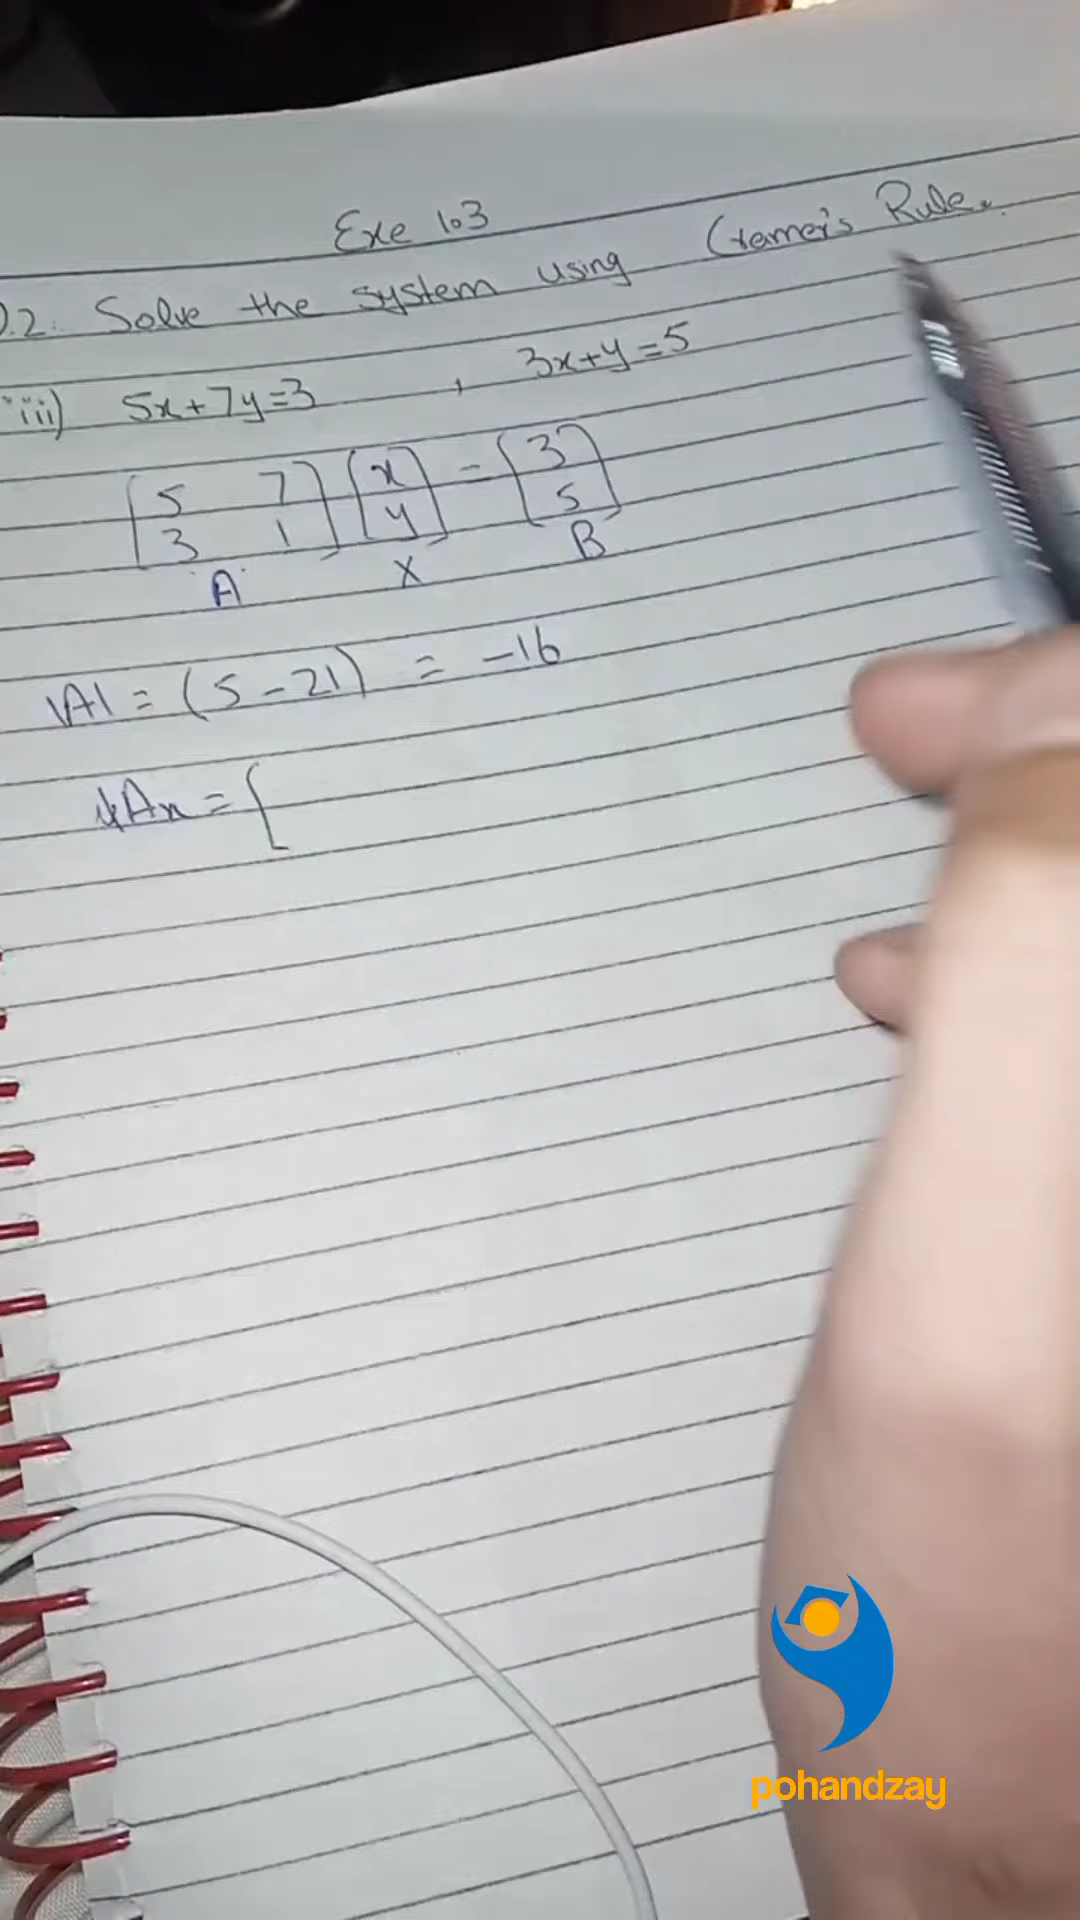 Exe 1.3
Q.2. Solve the system using Cramer's Rule.
iii) 5x+7y=3 , 3x+y=5
[5 7] [x] = [3]
[3 1] [y] [5]
A X B
|A| = (5-21) = -16
Ax = [
pohandzay